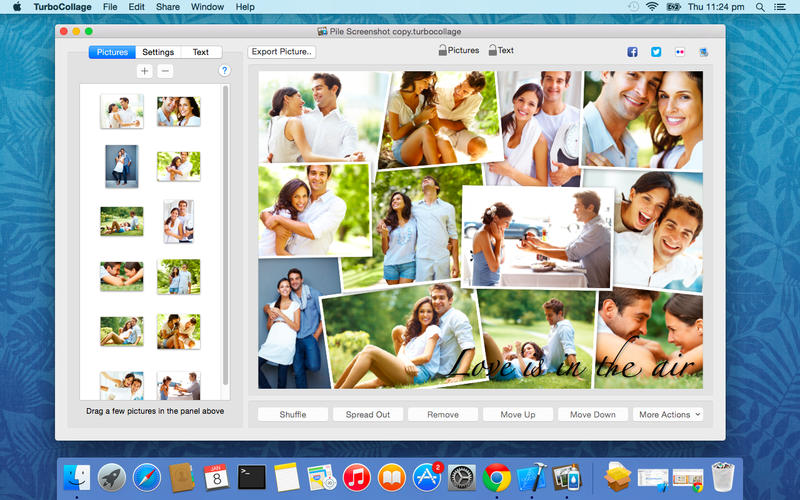 TurboCollage File Edit Share Window Help Thu 11:24 pm
Pile Screenshot copy.turbocollage
Pictures Settings Text Export Picture.. Pictures Text
?
Love is in the air
Drag a few pictures in the panel above
Shuffle Spread Out Remove Move Up Move Down More Actions
JAN
8
2